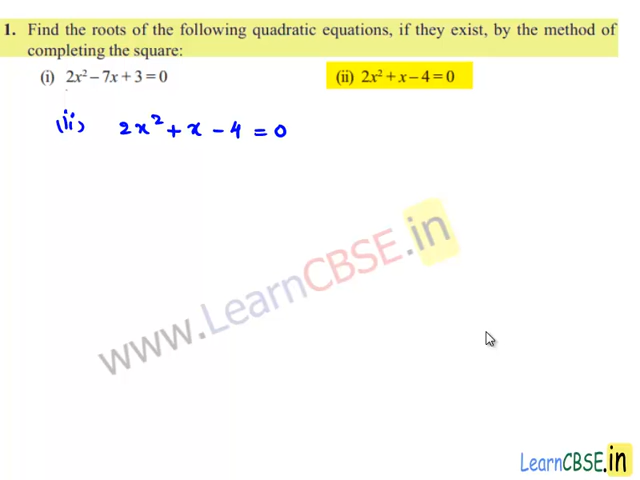 1. Find the roots of the following quadratic equations, if they exist, by the method of
completing the square:
(i) 2x² – 7x + 3 = 0 (ii) 2x² + x – 4 = 0
(ii) 2x² + x - 4 = 0
www.LearnCBSE.in
LearnCBSE.in